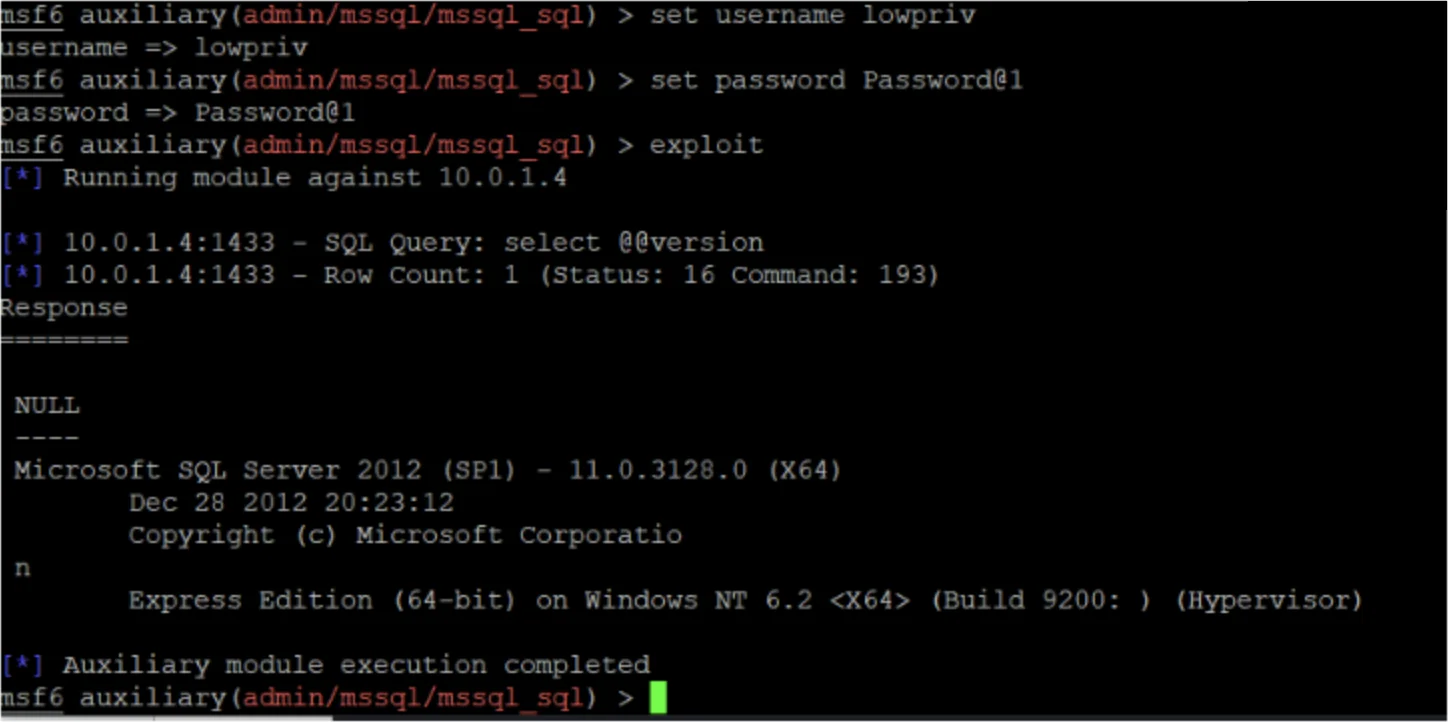 msf6 auxiliary(admin/mssql/mssql_sql) > set username lowpriv
username => lowpriv
msf6 auxiliary(admin/mssql/mssql_sql) > set password Password@1
password => Password@1
msf6 auxiliary(admin/mssql/mssql_sql) > exploit
[*] Running module against 10.0.1.4
[*] 10.0.1.4:1433 - SQL Query: select @@version
[*] 10.0.1.4:1433 - Row Count: 1 (Status: 16 Command: 193)
Response
========
NULL
----
Microsoft SQL Server 2012 (SP1) - 11.0.3128.0 (X64)
Dec 28 2012 20:23:12
Copyright (c) Microsoft Corporatio
n
Express Edition (64-bit) on Windows NT 6.2 <X64> (Build 9200: ) (Hypervisor)
[*] Auxiliary module execution completed
msf6 auxiliary(admin/mssql/mssql_sql) >